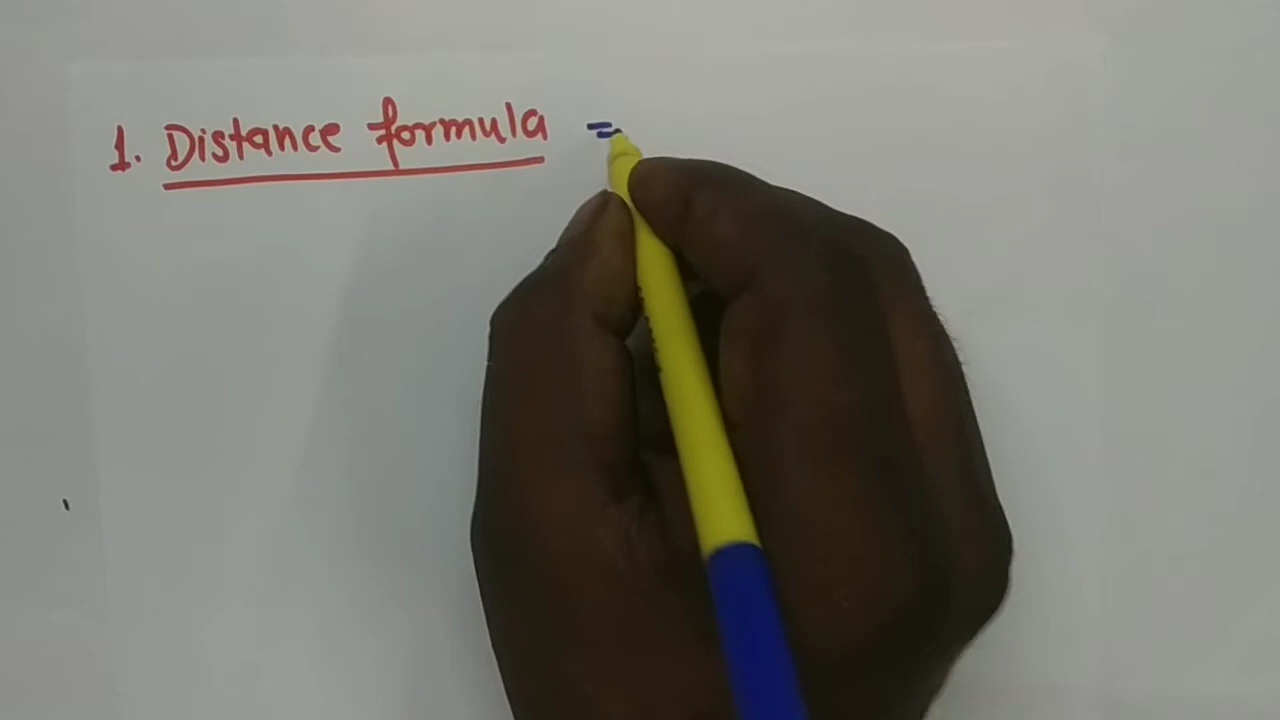 1. Distance formula =